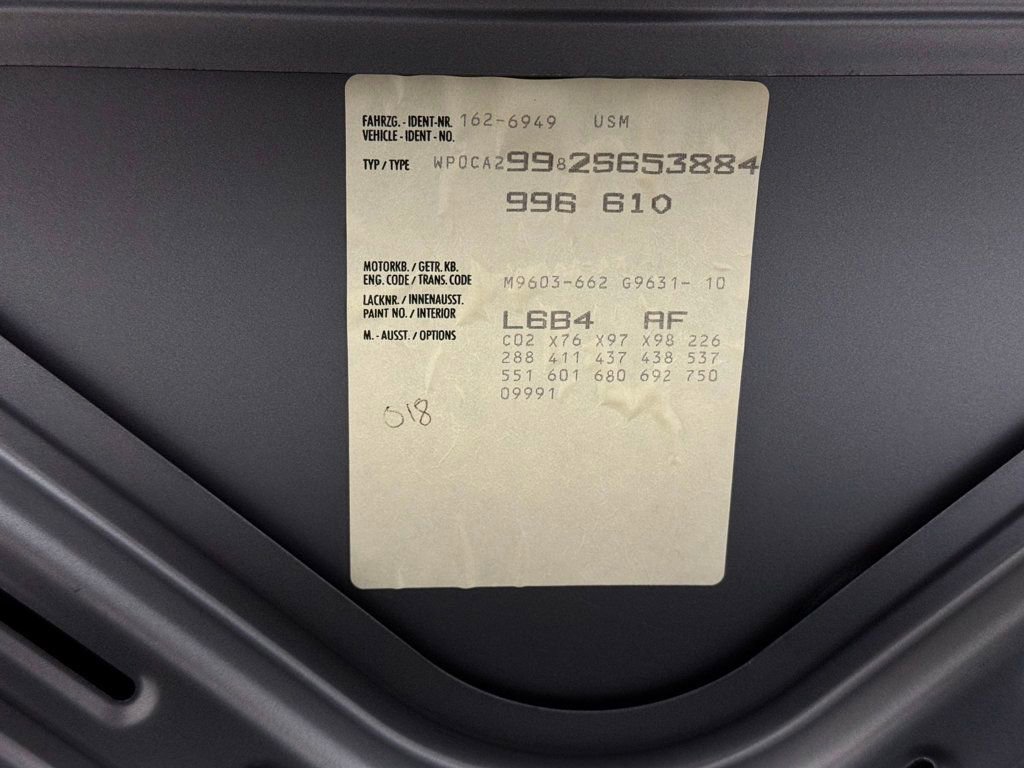 FAHRZG. - IDENT-NR. 162-6949 USM
VEHICLE - IDENT - NO.
TYP / TYPE WP0CA29982S653884
996 610
MOTORKB. / GETR. KB.
ENG. CODE / TRANS. CODE M9603-662 G9631- 10
LACKNR. / INNENAUSST.
PAINT NO. / INTERIOR L6B4 AF
M. - AUSST. / OPTIONS C02 X76 X97 X98 226
288 411 437 438 537
551 601 680 692 750
09991
018